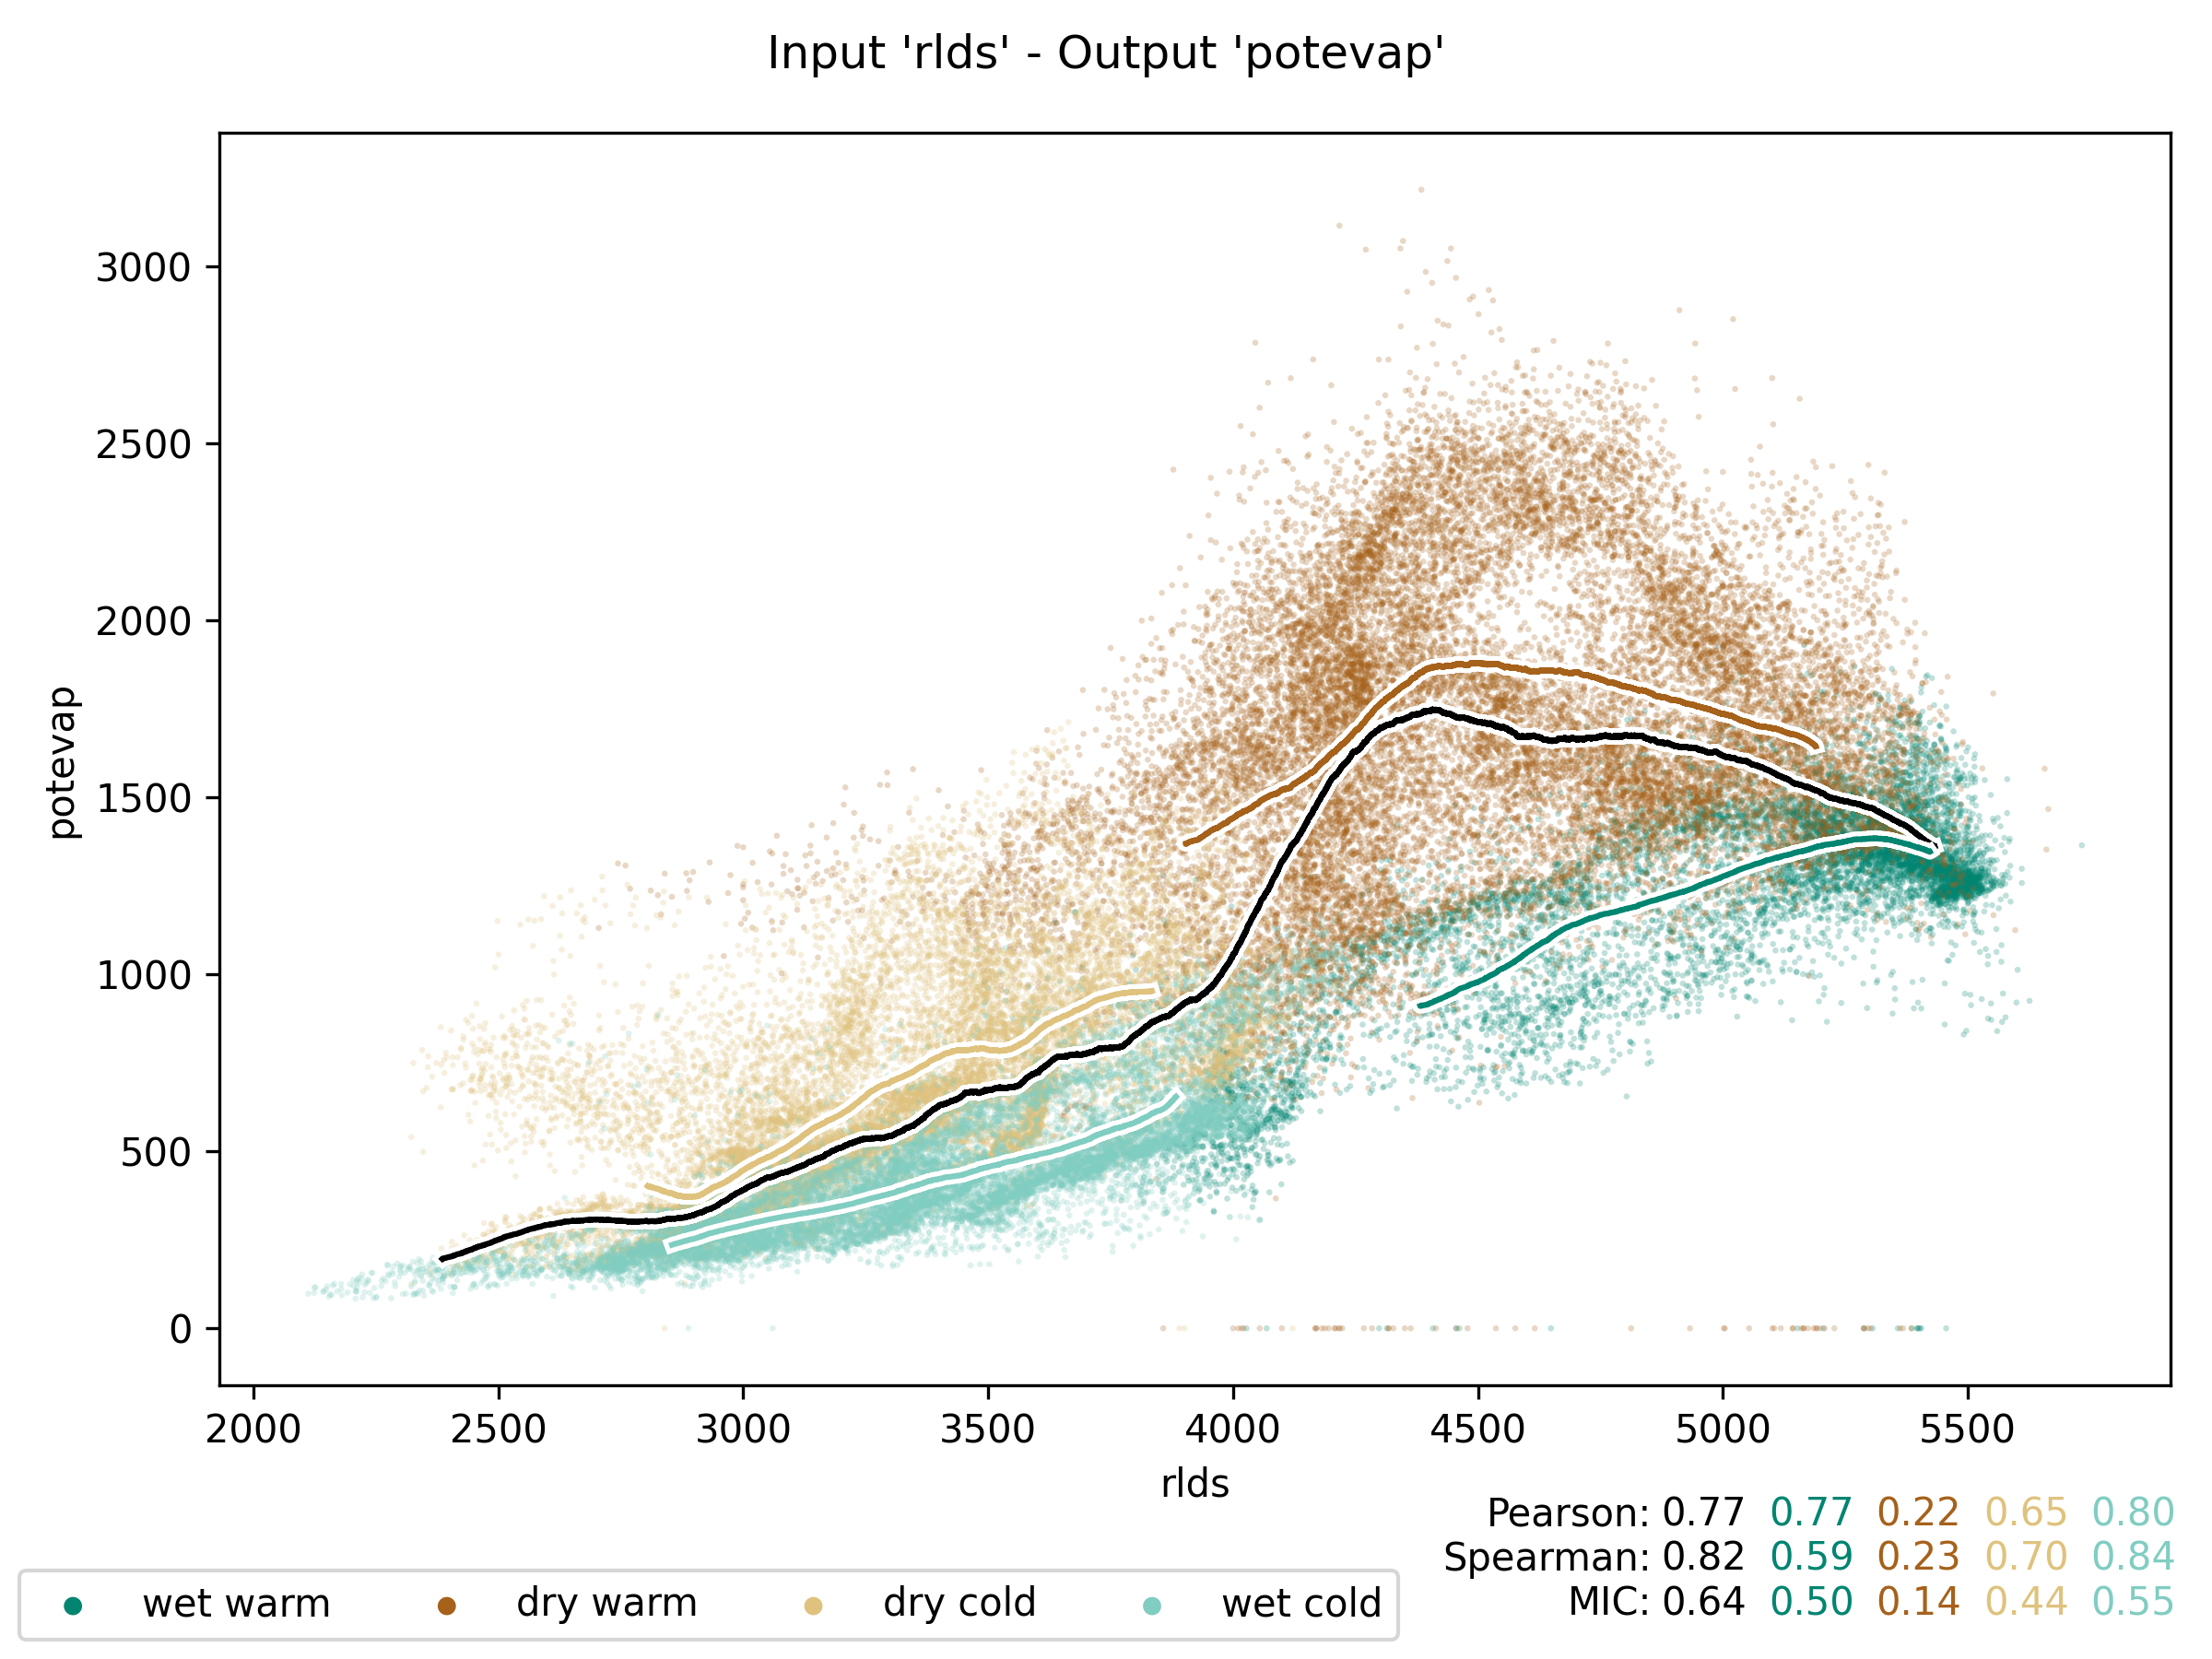 Input 'rlds' - Output 'potevap'
3000
2500
2000
1500
1000
500
0
potevap
2000 2500 3000 3500 4000 4500 5000 5500
rlds
Pearson: 0.77 0.77 0.22 0.65 0.80
Spearman: 0.82 0.59 0.23 0.70 0.84
MIC: 0.64 0.50 0.14 0.44 0.55
wet warm dry warm dry cold wet cold